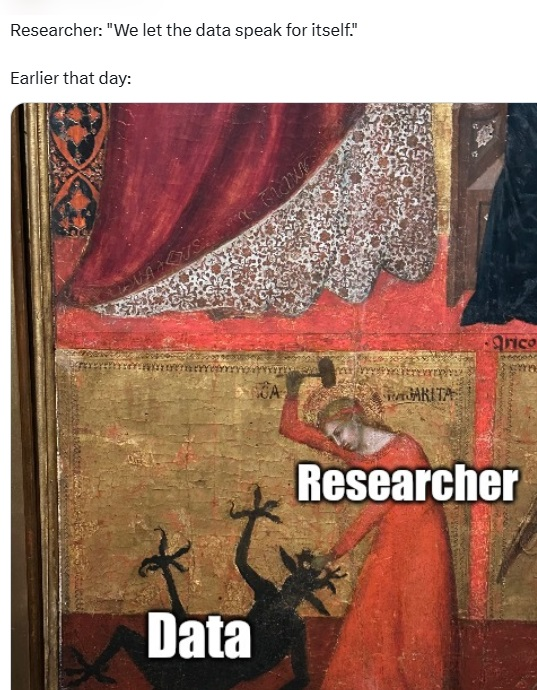 Researcher: "We let the data speak for itself."
Earlier that day:
Researcher
Data